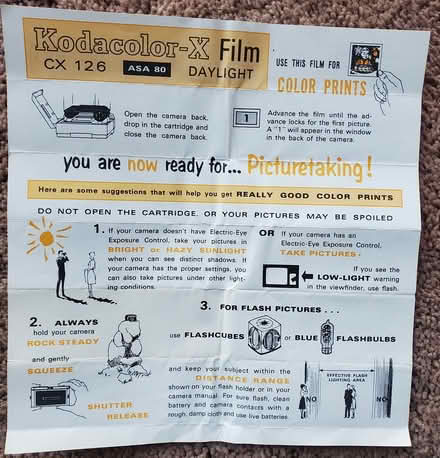 Kodacolor-X Film
CX 126 ASA 80 DAYLIGHT
USE THIS FILM FOR
COLOR PRINTS
Open the camera back,
drop in the cartridge and
close the camera back.
1
Advance the film until the ad-
vance locks for the first picture.
A "1" will appear in the window
in the back of the camera.
you are now ready for... Picturetaking!
Here are some suggestions that will help you get REALLY GOOD COLOR PRINTS
DO NOT OPEN THE CARTRIDGE, OR YOUR PICTURES MAY BE SPOILED
1. If your camera doesn't have Electric-Eye
Exposure Control, take your pictures in
BRIGHT or HAZY SUNLIGHT
when you can see distinct shadows. If
your camera has the proper settings, you
can also take pictures under other light-
ing conditions.
OR If your camera has an
Electric-Eye Exposure Control,
TAKE PICTURES.
If you see the
LOW-LIGHT warning
in the viewfinder, use flash.
2. ALWAYS
hold your camera
ROCK STEADY
and gently
SQUEEZE
SHUTTER
RELEASE
3. FOR FLASH PICTURES...
use FLASHCUBES or BLUE FLASHBULBS
and keep your subject within the
DISTANCE RANGE
shown on your flash holder or in your
camera manual. For sure flash, clean
battery and camera contacts with a
rough, damp cloth and use live batteries.
EFFECTIVE FLASH
LIGHTING AREA
NO
NO